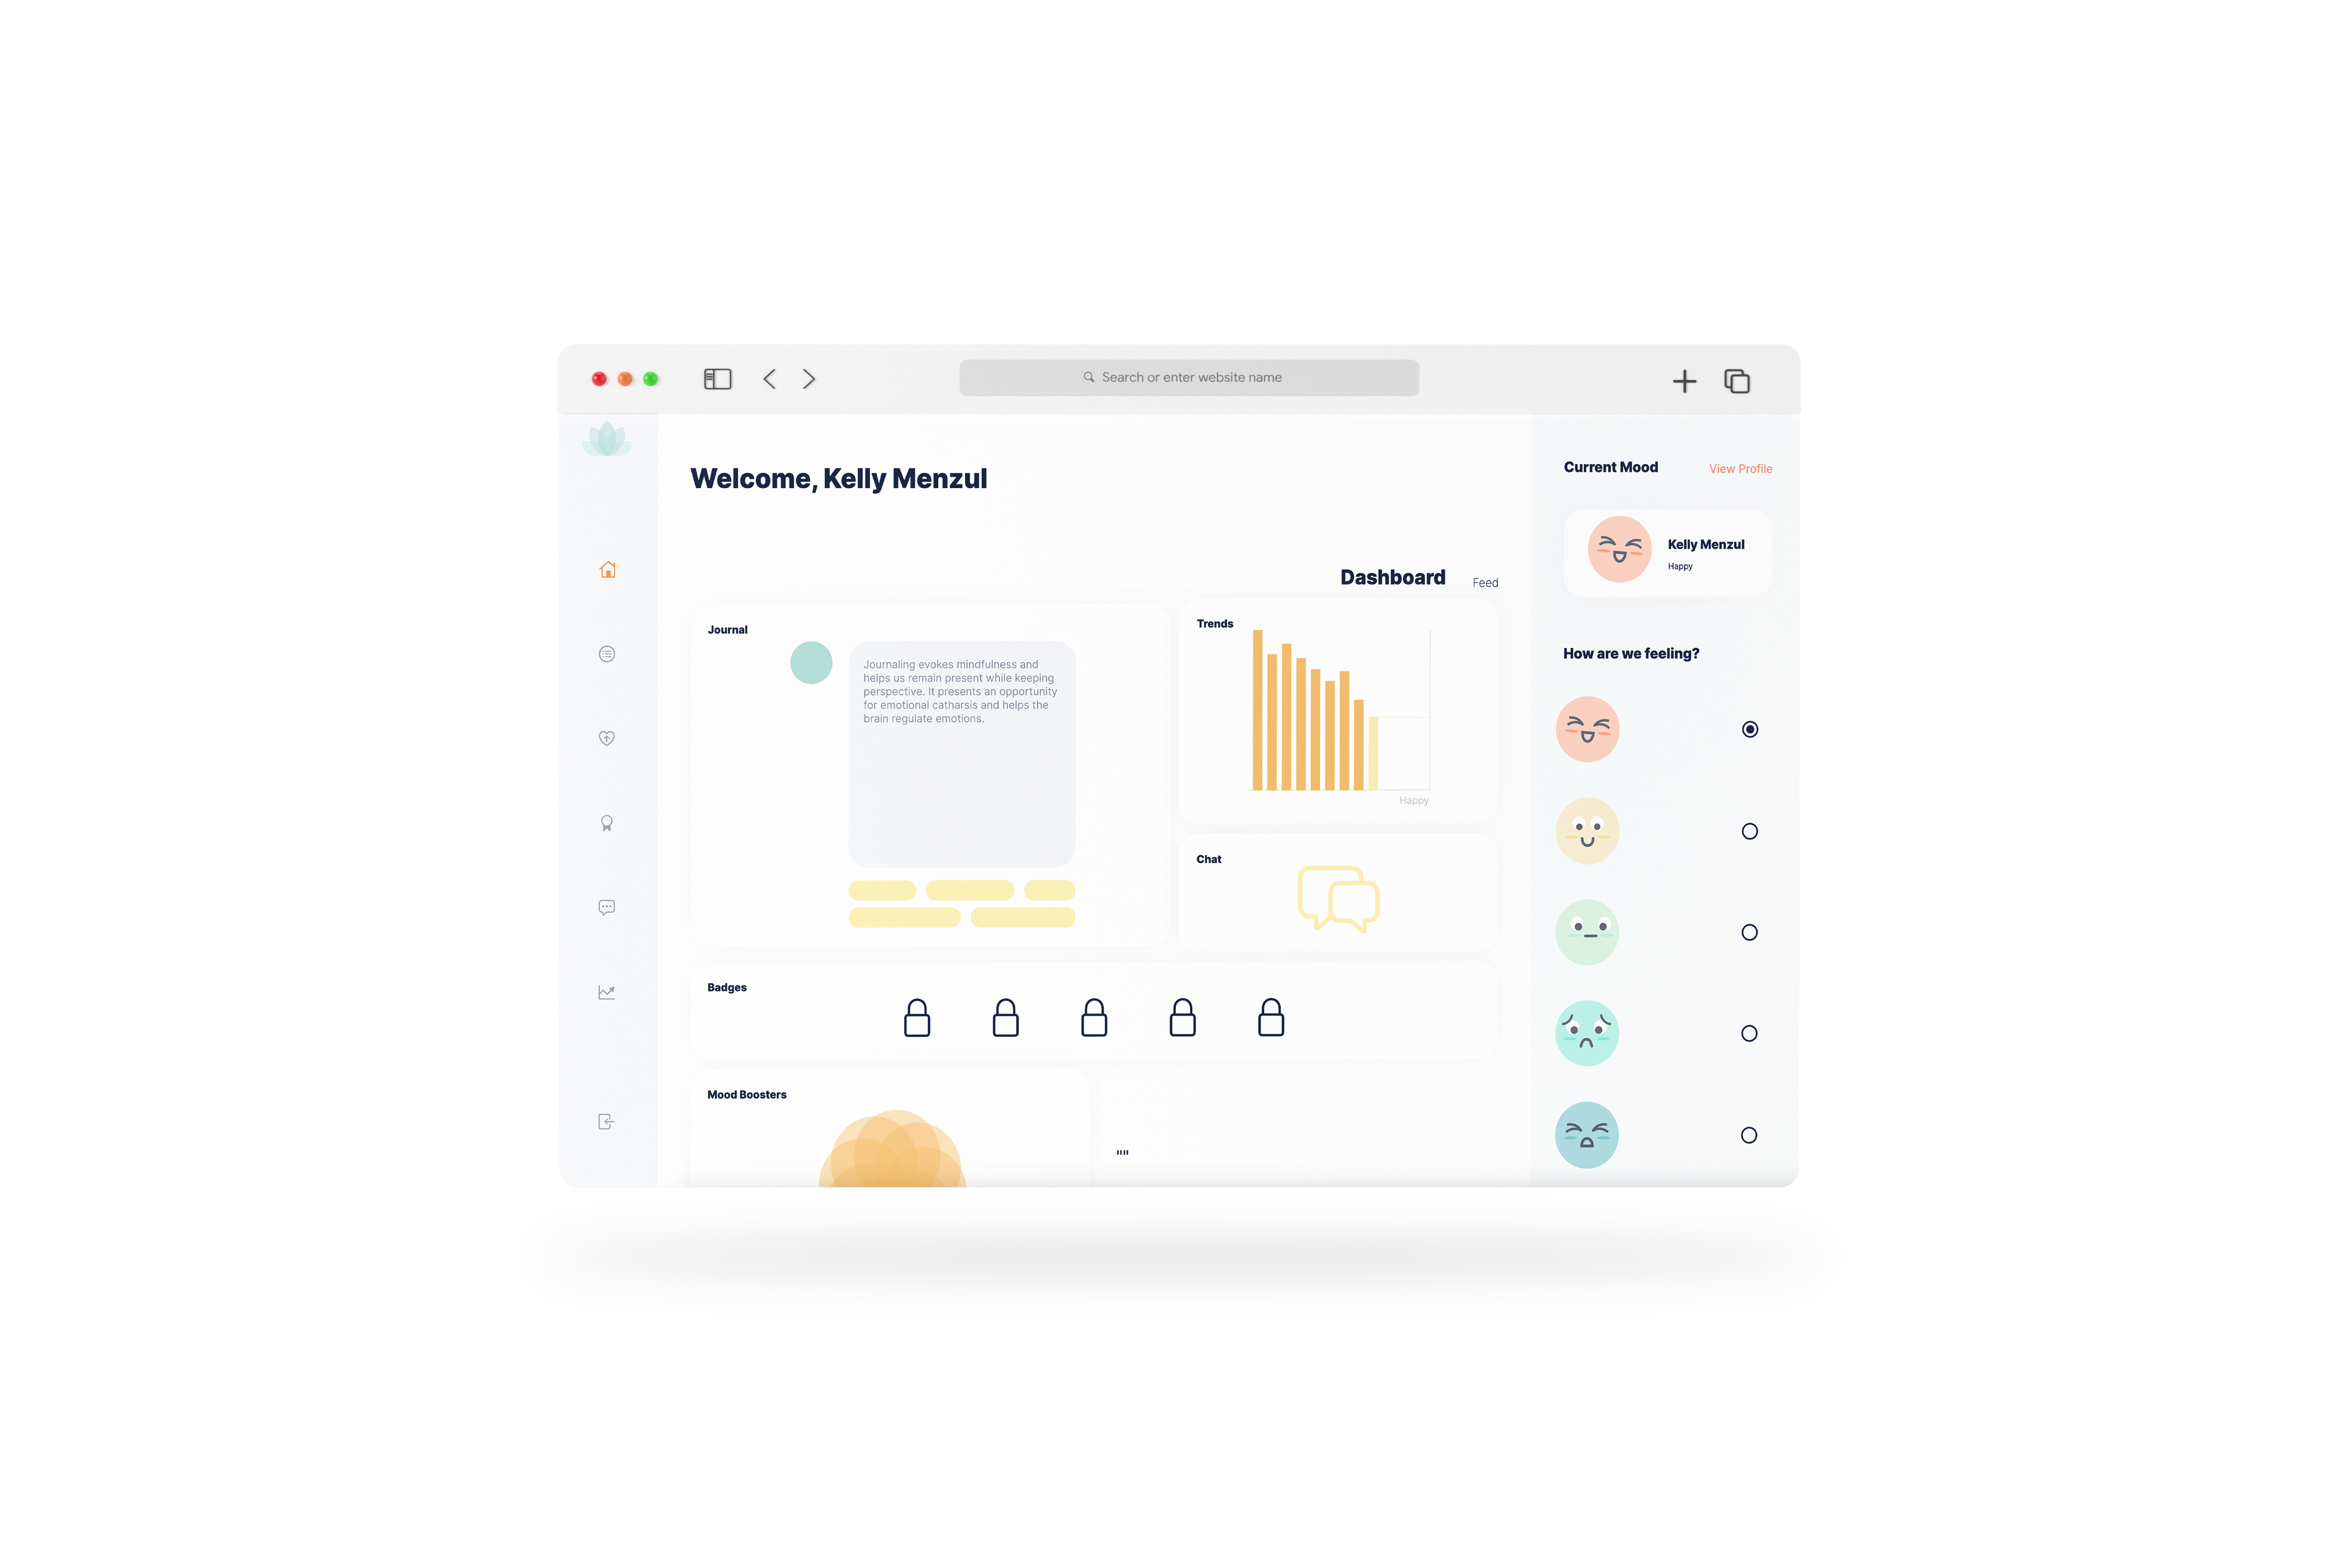 Search or enter website name
Welcome, Kelly Menzul
Dashboard
Feed
Journal
Journaling evokes mindfulness and
helps us remain present while keeping
perspective. It presents an opportunity
for emotional catharsis and helps the
brain regulate emotions.
Trends
Happy
Chat
Badges
Mood Boosters
""
Current Mood
View Profile
Kelly Menzul
Happy
How are we feeling?